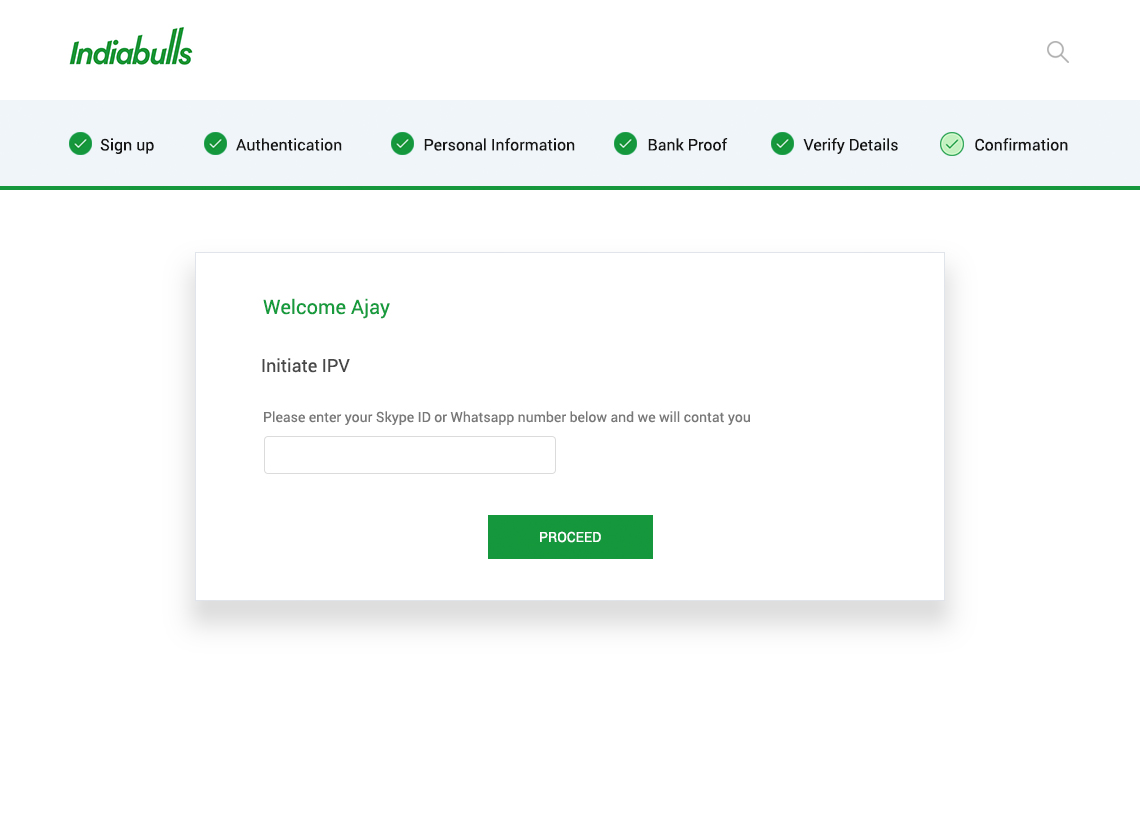 Indiabulls
Sign up Authentication Personal Information Bank Proof Verify Details Confirmation
Welcome Ajay
Initiate IPV
Please enter your Skype ID or Whatsapp number below and we will contat you
PROCEED